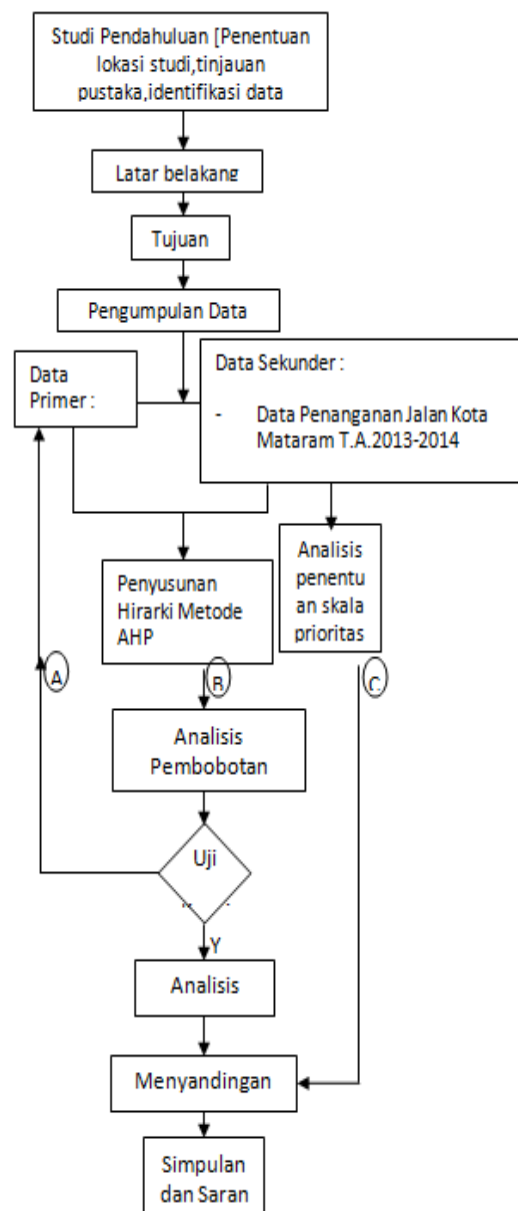 Studi Pendahuluan [Penentuan
lokasi studi,tinjauan
pustaka,identifikasi data
Latar belakang
Tujuan
Pengumpulan Data
Data
Primer :
Data Sekunder :
- Data Penanganan Jalan Kota
Mataram T.A.2013-2014
Penyusunan
Hirarki Metode
AHP
Analisis
penentu
an skala
prioritas
A
B
C
Analisis
Pembobotan
Uji
Y
Analisis
Menyandingan
Simpulan
dan Saran